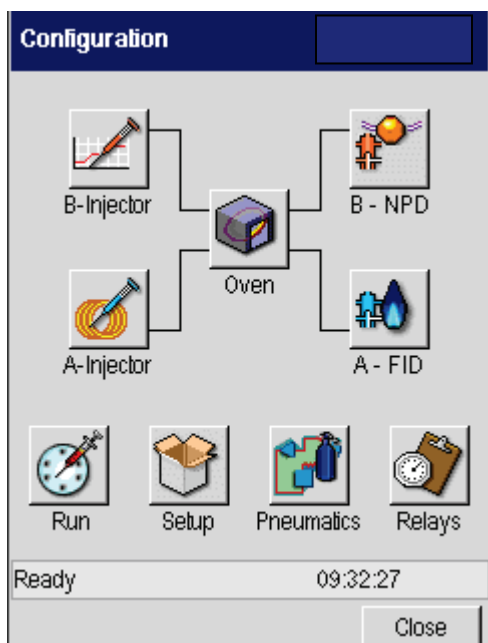 Configuration
B-Injector
B - NPD
Oven
A-Injector
A - FID
Run
Setup
Pneumatics
Relays
Ready
09:32:27
Close